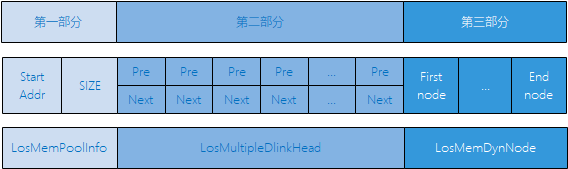 第一部分 第二部分 第三部分
Start Addr SIZE Pre Pre Pre Pre ... Pre First node ... End node
Next Next Next Next ... Next
LosMemPoolInfo LosMultipleDlinkHead LosMemDynNode